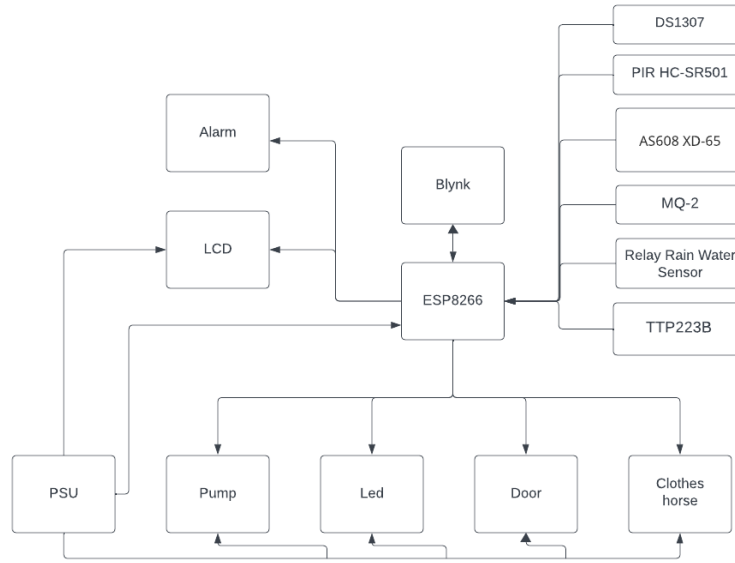 DS1307
PIR HC-SR501
Alarm
AS608 XD-65
Blynk
MQ-2
LCD
Relay Rain Water
Sensor
ESP8266
TTP223B
PSU
Pump
Led
Door
Clothes
horse